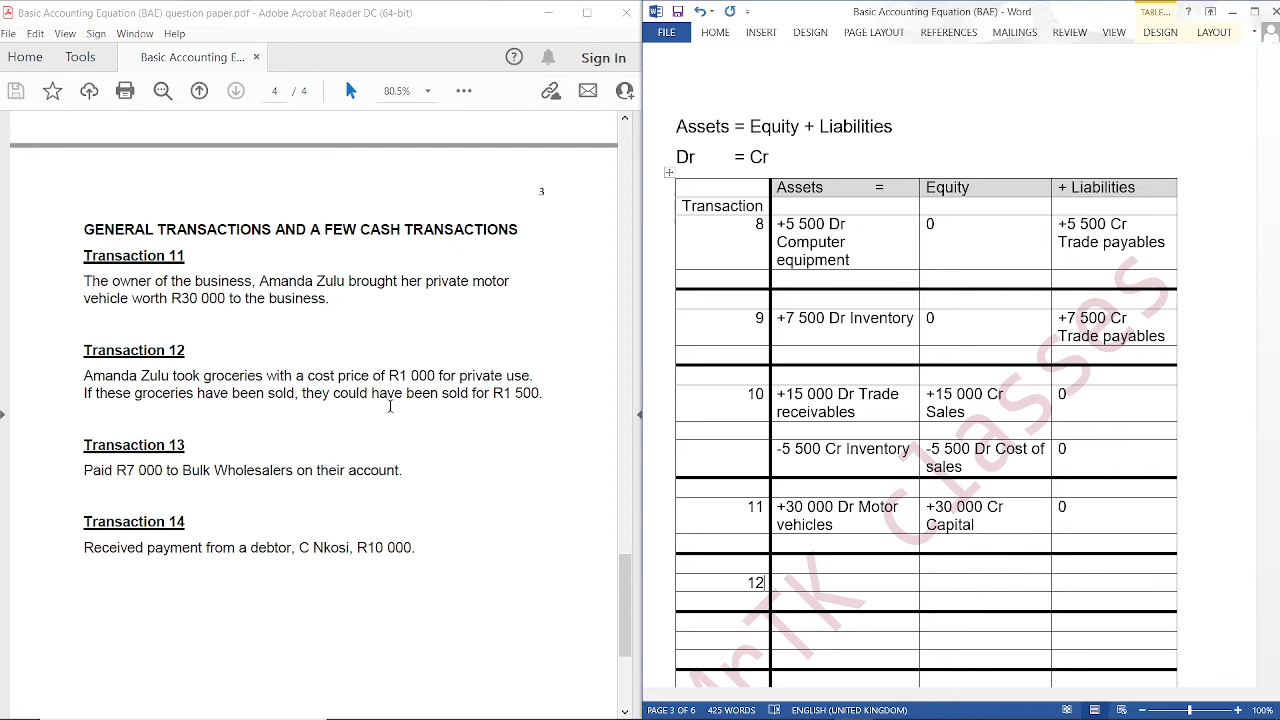 Basic Accounting Equation (BAE) question paper.pdf - Adobe Acrobat Reader DC (64-bit)
File Edit View Sign Window Help
Home Tools Basic Accounting E... × Sign In
4 / 4 80.5%
3
GENERAL TRANSACTIONS AND A FEW CASH TRANSACTIONS
Transaction 11
The owner of the business, Amanda Zulu brought her private motor
vehicle worth R30 000 to the business.
Transaction 12
Amanda Zulu took groceries with a cost price of R1 000 for private use.
If these groceries have been sold, they could have been sold for R1 500.
Transaction 13
Paid R7 000 to Bulk Wholesalers on their account.
Transaction 14
Received payment from a debtor, C Nkosi, R10 000.
Basic Accounting Equation (BAE) - Word TABLE... ?
FILE HOME INSERT DESIGN PAGE LAYOUT REFERENCES MAILINGS REVIEW VIEW DESIGN LAYOUT
Assets = Equity + Liabilities
Dr = Cr
Assets = Equity + Liabilities
Transaction
8 +5 500 Dr 0 +5 500 Cr
Computer Trade payables
equipment
9 +7 500 Dr Inventory 0 +7 500 Cr
Trade payables
10 +15 000 Dr Trade +15 000 Cr 0
receivables Sales
-5 500 Cr Inventory -5 500 Dr Cost of 0
sales
11 +30 000 Dr Motor +30 000 Cr 0
vehicles Capital
12
MrTK Classes
PAGE 3 OF 6 425 WORDS ENGLISH (UNITED KINGDOM) 100%